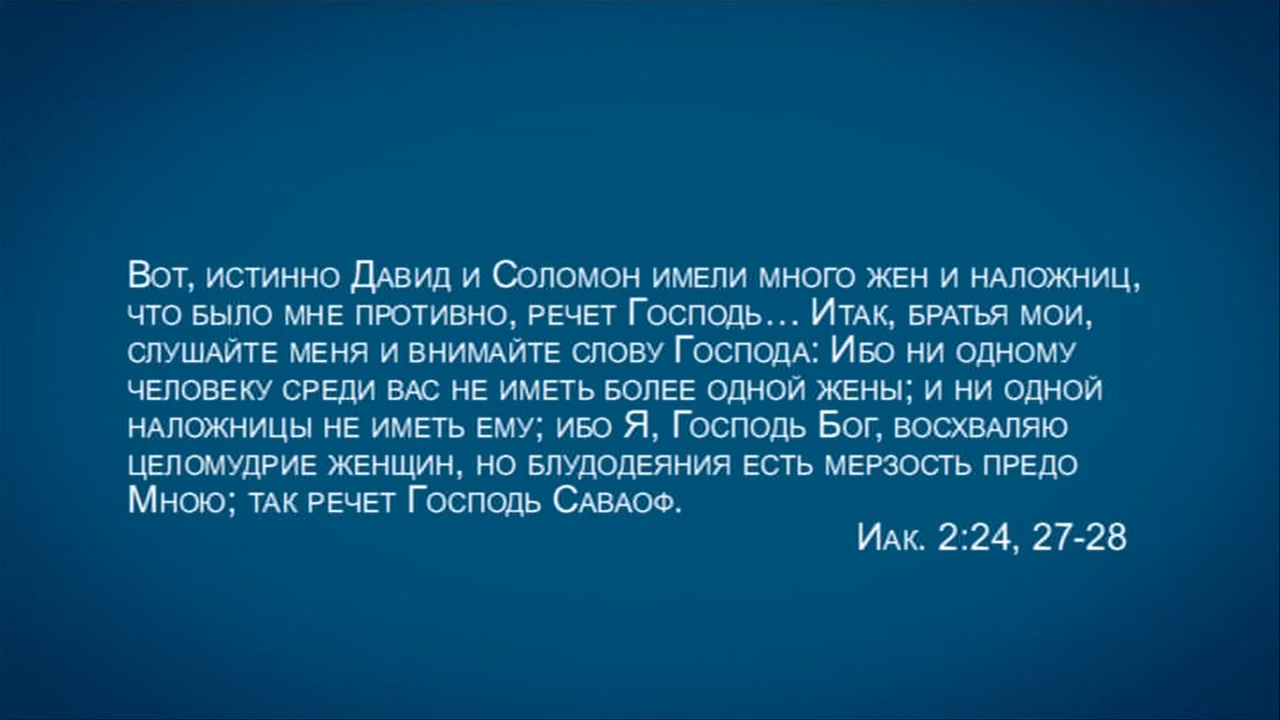 Вот, истинно Давид и Соломон имели много жен и наложниц,
что было мне противно, речет Господь... Итак, братья мои,
слушайте меня и внимайте слову Господа: Ибо ни одному
человеку среди вас не иметь более одной жены; и ни одной
наложницы не иметь ему; ибо Я, Господь Бог, восхваляю
целомудрие женщин, но блудодеяния есть мерзость предо
Мною; так речет Господь Саваоф.
Иак. 2:24, 27-28